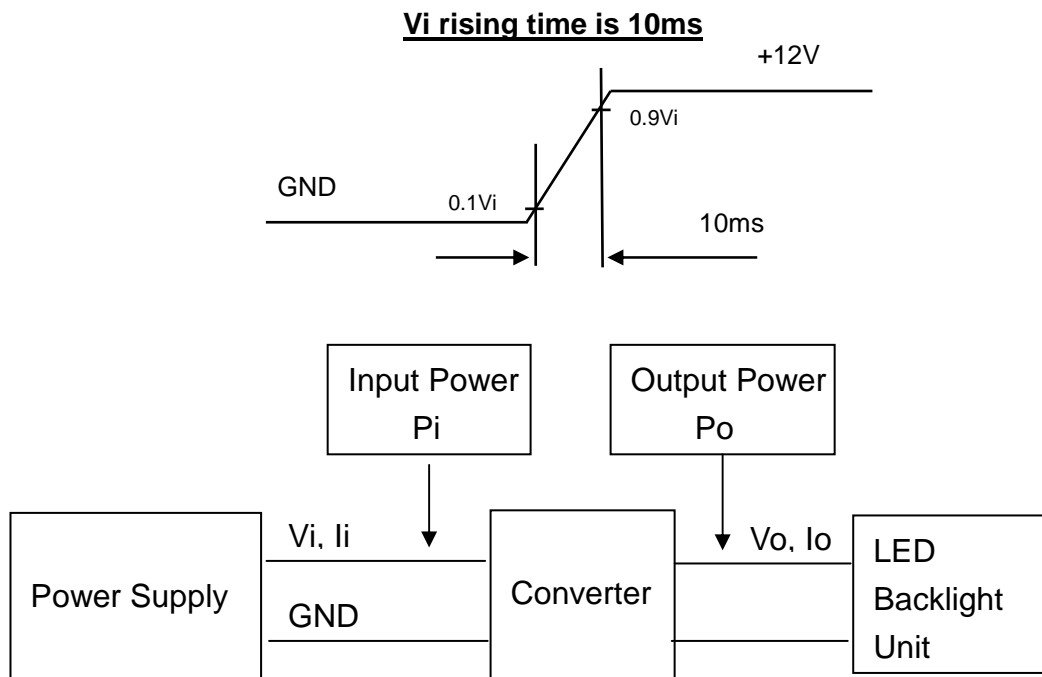 Vi rising time is 10ms
+12V
0.9Vi
GND
0.1Vi
10ms
Input Power
Pi
Output Power
Po
Power Supply
Vi, Ii
GND
Converter
Vo, Io
LED
Backlight
Unit